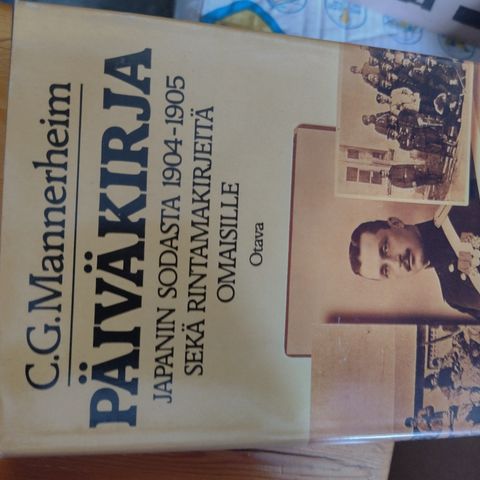 C.G.Mannerheim
PÄIVÄKIRJA
JAPANIN SODASTA 1904-1905
SEKÄ RINTAMAKIRJEITÄ
OMAISILLE
Otava